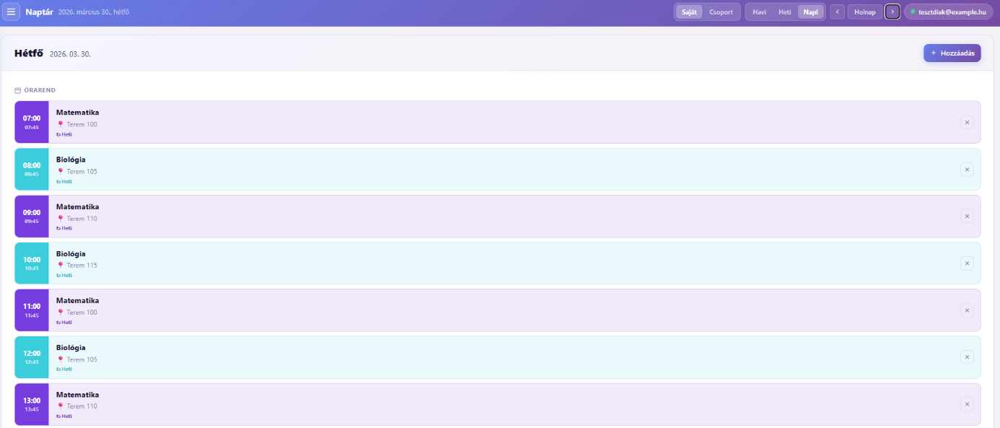 Naptár 2026. március 30., hétfő Saját Csoport Havi Heti Napi < Holnap > tesztdiak@example.hu
Hétfő 2026. 03. 30. + Hozzáadás
ÓRAREND
07:00 07:45 Matematika
Terem 100
↻ Heti
08:00 08:45 Biológia
Terem 105
↻ Heti
09:00 09:45 Matematika
Terem 110
↻ Heti
10:00 10:45 Biológia
Terem 115
↻ Heti
11:00 11:45 Matematika
Terem 100
↻ Heti
12:00 12:45 Biológia
Terem 105
↻ Heti
13:00 13:45 Matematika
Terem 110
↻ Heti